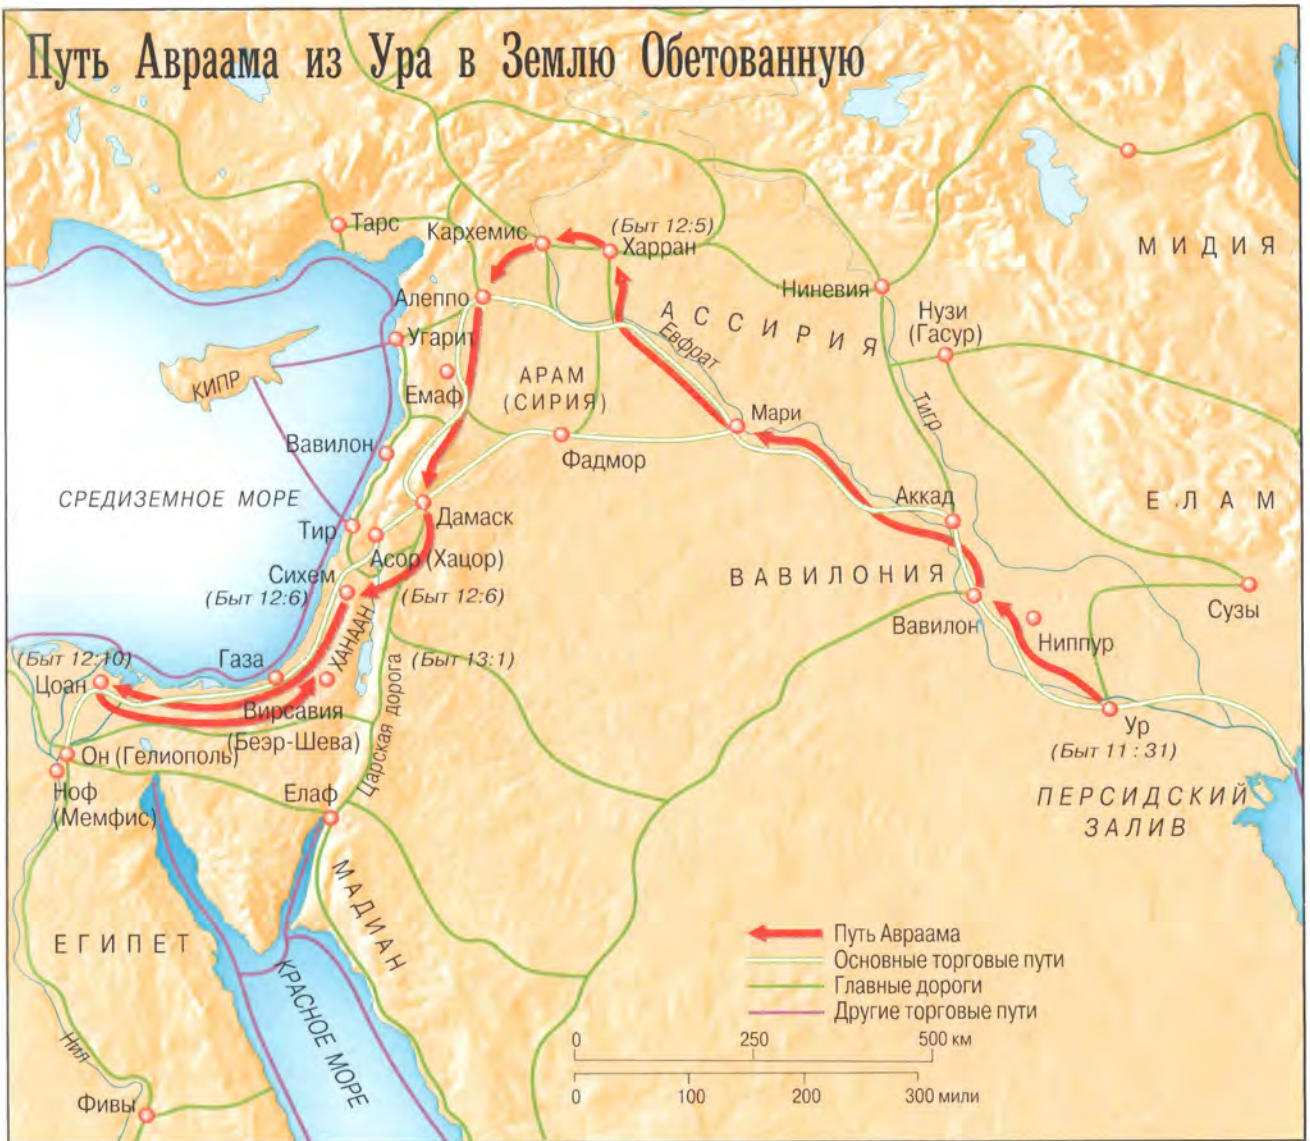 Путь Авраама из Ура в Землю Обетованную
Тарс
Кархемис
(Быт 12:5)
Харран
МИДИЯ
Ниневия
Алеппо
АССИРИЯ
Нузи
(Гасур)
Угарит
Евфрат
КИПР
Емаф
АРАМ
(СИРИЯ)
Тигр
Мари
Вавилон
Фадмор
СРЕДИЗЕМНОЕ МОРЕ
Аккад
ЕЛАМ
Тир
Дамаск
Асор (Хацор)
Сихем
(Быт 12:6)
(Быт 12:6)
ВАВИЛОНИЯ
Сузы
Вавилон
Ниппур
ХАНААН
(Быт 12:10)
Цоан
Газа
(Быт 13:1)
Вирсавия
(Беэр-Шева)
Царская дорога
Ур
(Быт 11:31)
Он (Гелиополь)
Ноф
(Мемфис)
Елаф
ПЕРСИДСКИЙ
ЗАЛИВ
МАДИАН
ЕГИПЕТ
КРАСНОЕ МОРЕ
Нил
Фивы
Путь Авраама
Основные торговые пути
Главные дороги
Другие торговые пути
0 250 500 км
0 100 200 300 мили